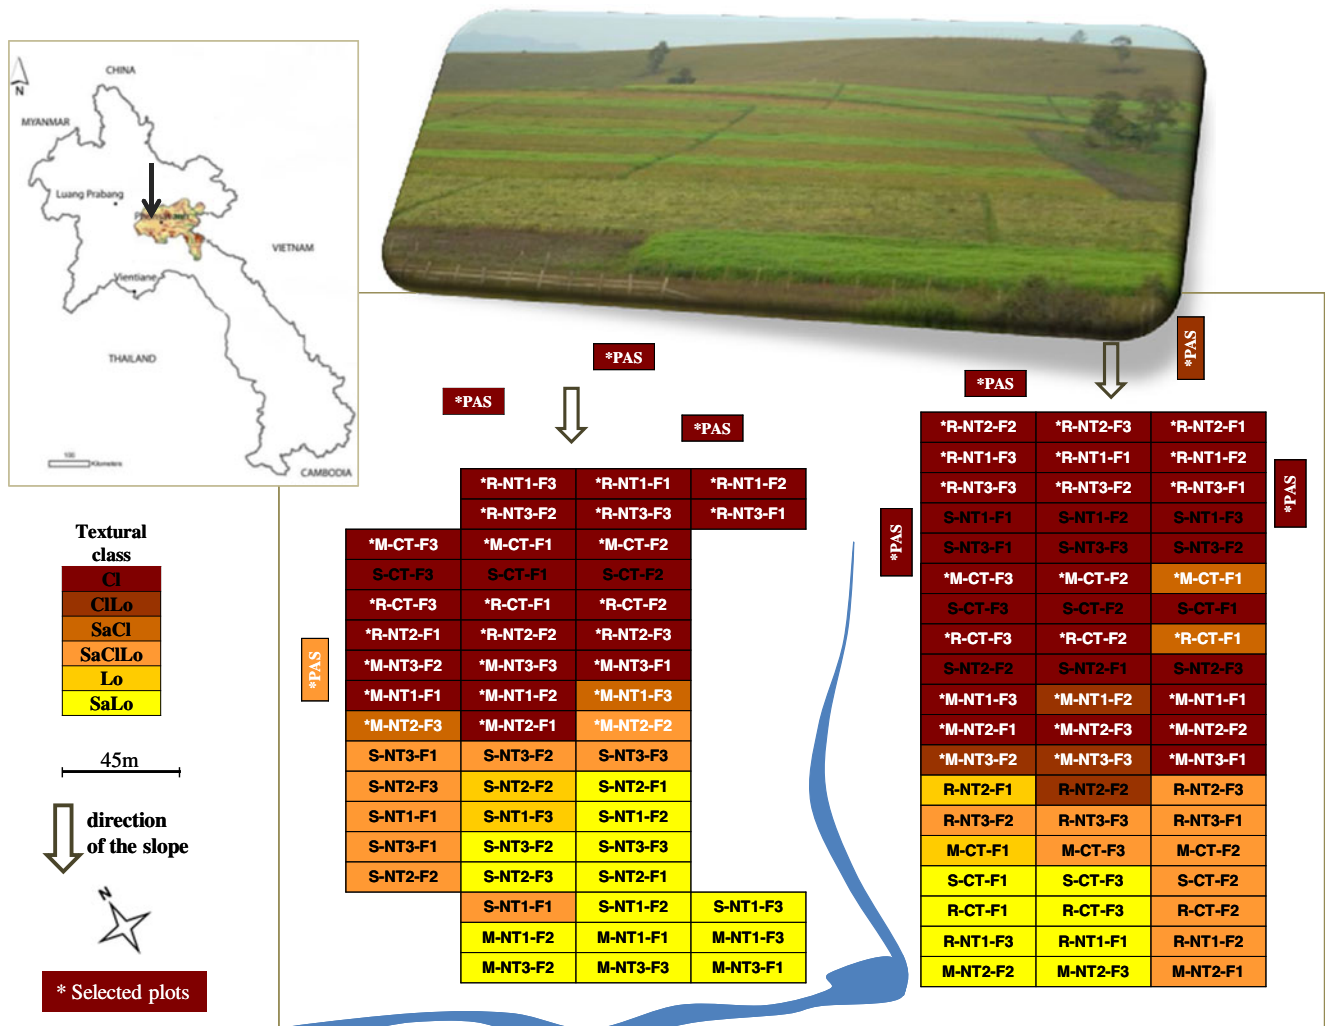 CHINA
N
MYANMAR
Luang Prabang
VIETNAM
Vientiane
THAILAND
100
Kilometers
CAMBODIA
Textural
class
Cl
ClLo
SaCl
SaClLo
Lo
SaLo
45m
direction
of the slope
N
* Selected plots
*PAS
*PAS
*PAS
*PAS
*R-NT1-F3 *R-NT1-F1 *R-NT1-F2
*R-NT3-F2 *R-NT3-F3 *R-NT3-F1
*M-CT-F3 *M-CT-F1 *M-CT-F2
S-CT-F3 S-CT-F1 S-CT-F2
*R-CT-F3 *R-CT-F1 *R-CT-F2
*R-NT2-F1 *R-NT2-F2 *R-NT2-F3
*M-NT3-F2 *M-NT3-F3 *M-NT3-F1
*M-NT1-F1 *M-NT1-F2 *M-NT1-F3
*M-NT2-F3 *M-NT2-F1 *M-NT2-F2
S-NT3-F1 S-NT3-F2 S-NT3-F3
S-NT2-F3 S-NT2-F2 S-NT2-F1
S-NT1-F1 S-NT1-F3 S-NT1-F2
S-NT3-F1 S-NT3-F2 S-NT3-F3
S-NT2-F2 S-NT2-F3 S-NT2-F1
S-NT1-F1 S-NT1-F2 S-NT1-F3
M-NT1-F2 M-NT1-F1 M-NT1-F3
M-NT3-F2 M-NT3-F3 M-NT3-F1
*PAS
*PAS
*PAS
*PAS
*R-NT2-F2 *R-NT2-F3 *R-NT2-F1
*R-NT1-F3 *R-NT1-F1 *R-NT1-F2
*R-NT3-F3 *R-NT3-F2 *R-NT3-F1
S-NT1-F1 S-NT1-F2 S-NT1-F3
S-NT3-F1 S-NT3-F3 S-NT3-F2
*M-CT-F3 *M-CT-F2 *M-CT-F1
S-CT-F3 S-CT-F2 S-CT-F1
*R-CT-F3 *R-CT-F2 *R-CT-F1
S-NT2-F2 S-NT2-F1 S-NT2-F3
*M-NT1-F3 *M-NT1-F2 *M-NT1-F1
*M-NT2-F1 *M-NT2-F3 *M-NT2-F2
*M-NT3-F2 *M-NT3-F3 *M-NT3-F1
R-NT2-F1 R-NT2-F2 R-NT2-F3
R-NT3-F2 R-NT3-F3 R-NT3-F1
M-CT-F1 M-CT-F3 M-CT-F2
S-CT-F1 S-CT-F3 S-CT-F2
R-CT-F1 R-CT-F3 R-CT-F2
R-NT1-F3 R-NT1-F1 R-NT1-F2
M-NT2-F2 M-NT2-F3 M-NT2-F1